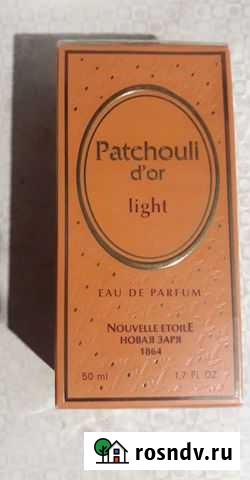 Patchouli
d'or
light
EAU DE PARFUM
NOUVELLE ETOILE
НОВАЯ ЗАРЯ
1864
50 ml 1.7 FL OZ
rosndv.ru